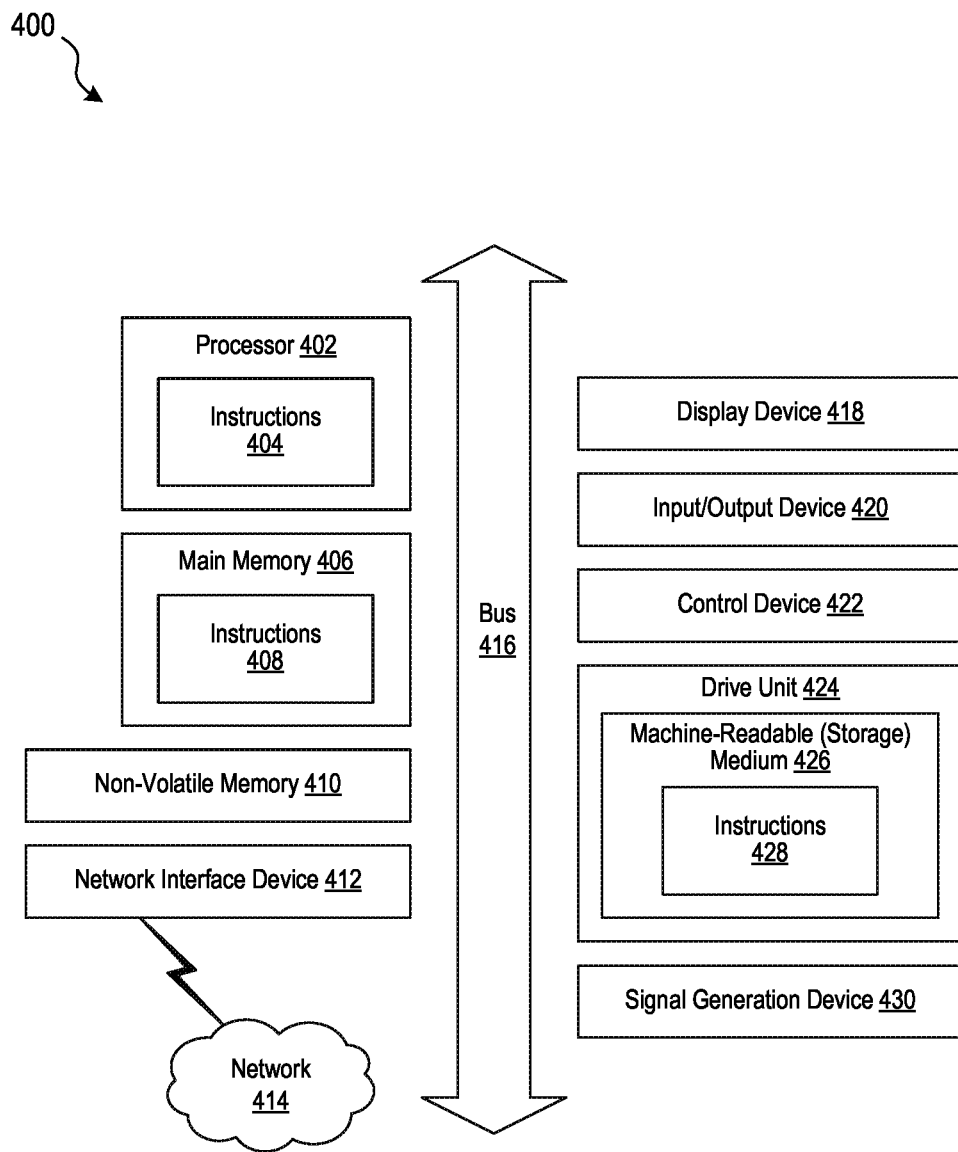 400
Processor 402
Instructions
404
Main Memory 406
Instructions
408
Non-Volatile Memory 410
Network Interface Device 412
Network
414
Bus
416
Display Device 418
Input/Output Device 420
Control Device 422
Drive Unit 424
Machine-Readable (Storage)
Medium 426
Instructions
428
Signal Generation Device 430